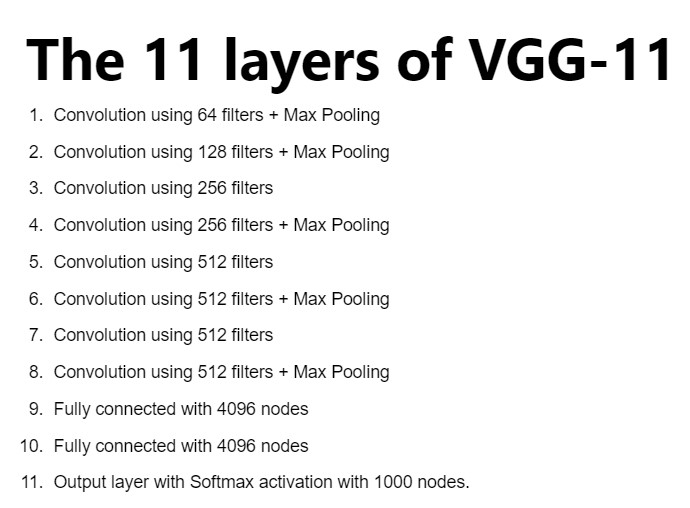 The 11 layers of VGG-11
1. Convolution using 64 filters + Max Pooling
2. Convolution using 128 filters + Max Pooling
3. Convolution using 256 filters
4. Convolution using 256 filters + Max Pooling
5. Convolution using 512 filters
6. Convolution using 512 filters + Max Pooling
7. Convolution using 512 filters
8. Convolution using 512 filters + Max Pooling
9. Fully connected with 4096 nodes
10. Fully connected with 4096 nodes
11. Output layer with Softmax activation with 1000 nodes.